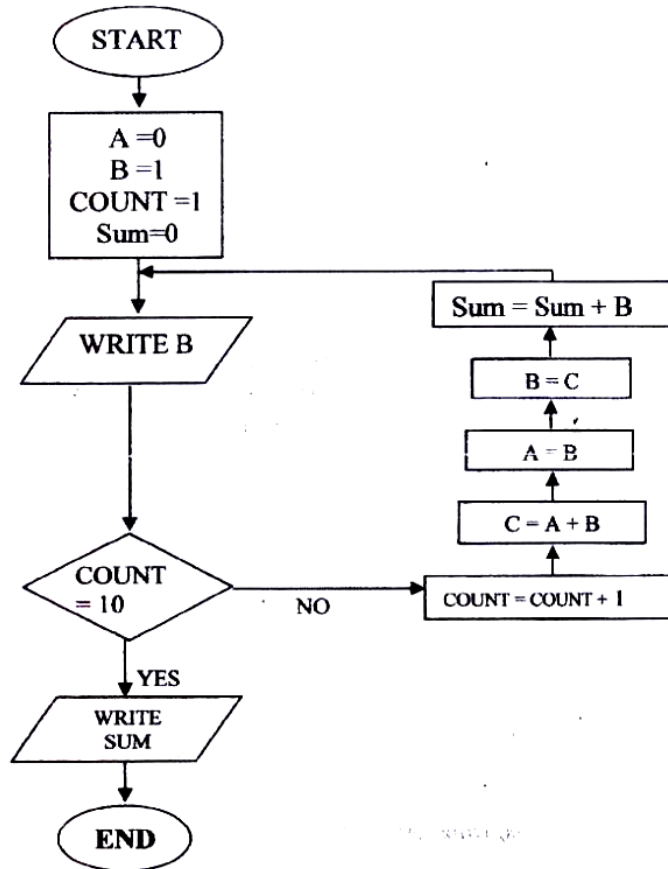 START
A =0
B =1
COUNT =1
Sum=0
WRITE B
COUNT
= 10
NO
COUNT = COUNT + 1
C = A + B
A = B
B = C
Sum = Sum + B
YES
WRITE
SUM
END